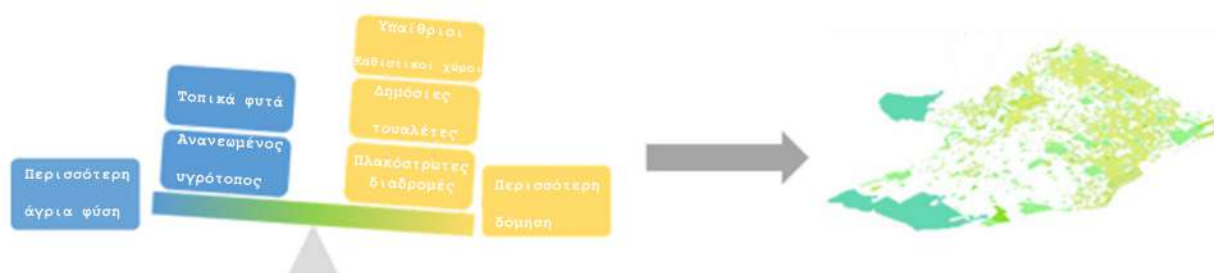 Περισσότερη
άγρια φύση
Τοπικά φυτά
Ανανεωμένος
υγρότοπος
Υπαίθριοι
Καθιστικοί χώροι
Δημόσιες
τουαλέτες
Πλακόστρωτες
διαδρομές
Περισσότερη
δόμηση